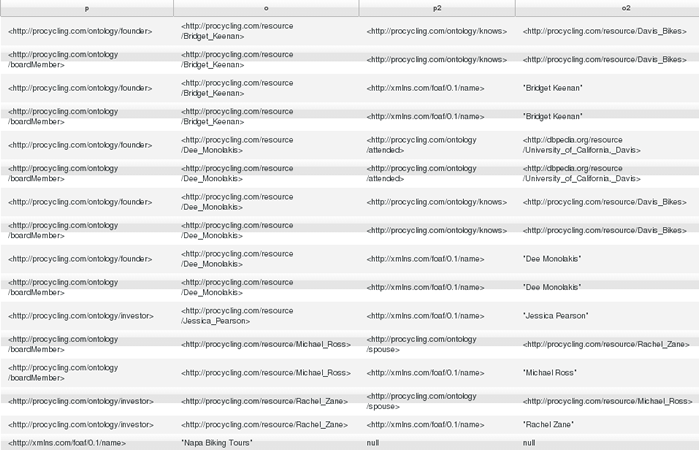 p o p2 o2
<http://procycling.com/ontology/founder> <http://procycling.com/resource <http://procycling.com/ontology/knows> <http://procycling.com/resource/Davis_Bikes>
/Bridget_Keenan>
<http://procycling.com/ontology <http://procycling.com/resource <http://procycling.com/ontology/knows> <http://procycling.com/resource/Davis_Bikes>
/boardMember> /Bridget_Keenan>
<http://procycling.com/ontology/founder> <http://procycling.com/resource <http://xmlns.com/foaf/0.1/name> "Bridget Keenan"
/Bridget_Keenan>
<http://procycling.com/ontology <http://procycling.com/resource <http://xmlns.com/foaf/0.1/name> "Bridget Keenan"
/boardMember> /Bridget_Keenan>
<http://procycling.com/ontology/founder> <http://procycling.com/resource <http://procycling.com/ontology <http://dbpedia.org/resource
/Dee_Monolakis> /attended> /University_of_California,_Davis>
<http://procycling.com/ontology <http://procycling.com/resource <http://procycling.com/ontology <http://dbpedia.org/resource
/boardMember> /Dee_Monolakis> /attended> /University_of_California,_Davis>
<http://procycling.com/ontology/founder> <http://procycling.com/resource <http://procycling.com/ontology/knows> <http://procycling.com/resource/Davis_Bikes>
/Dee_Monolakis>
<http://procycling.com/ontology <http://procycling.com/resource <http://procycling.com/ontology/knows> <http://procycling.com/resource/Davis_Bikes>
/boardMember> /Dee_Monolakis>
<http://procycling.com/ontology/founder> <http://procycling.com/resource <http://xmlns.com/foaf/0.1/name> "Dee Monolakis"
/Dee_Monolakis>
<http://procycling.com/ontology <http://procycling.com/resource <http://xmlns.com/foaf/0.1/name> "Dee Monolakis"
/boardMember> /Dee_Monolakis>
<http://procycling.com/ontology/investor> <http://procycling.com/resource <http://xmlns.com/foaf/0.1/name> "Jessica Pearson"
/Jessica_Pearson>
<http://procycling.com/ontology <http://procycling.com/resource/Michael_Ross> <http://procycling.com/ontology <http://procycling.com/resource/Rachel_Zane>
/boardMember> /spouse>
<http://procycling.com/ontology <http://procycling.com/resource/Michael_Ross> <http://xmlns.com/foaf/0.1/name> "Michael Ross"
/boardMember>
<http://procycling.com/ontology/investor> <http://procycling.com/resource/Rachel_Zane> <http://procycling.com/ontology <http://procycling.com/resource/Michael_Ross>
/spouse>
<http://procycling.com/ontology/investor> <http://procycling.com/resource/Rachel_Zane> <http://xmlns.com/foaf/0.1/name> "Rachel Zane"
<http://xmlns.com/foaf/0.1/name> "Napa Biking Tours" null null